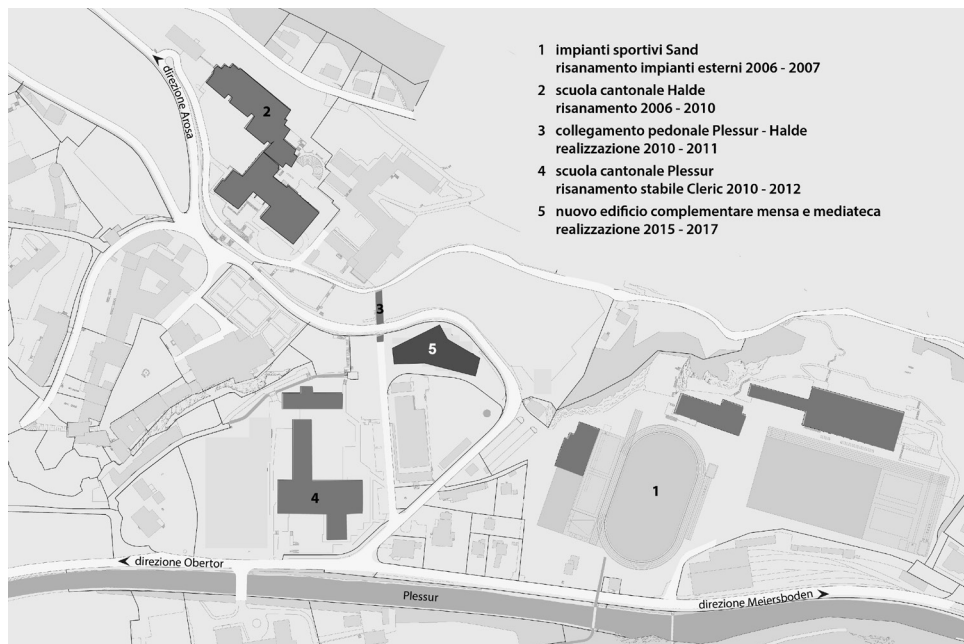 1 impianti sportivi Sand
risanamento impianti esterni 2006 - 2007
2 scuola cantonale Halde
risanamento 2006 - 2010
3 collegamento pedonale Plessur - Halde
realizzazione 2010 - 2011
4 scuola cantonale Plessur
risanamento stabile Cleric 2010 - 2012
5 nuovo edificio complementare mensa e mediateca
realizzazione 2015 - 2017
direzione Arosa
2
3
5
4
1
direzione Obertor
Plessur
direzione Meiersboden